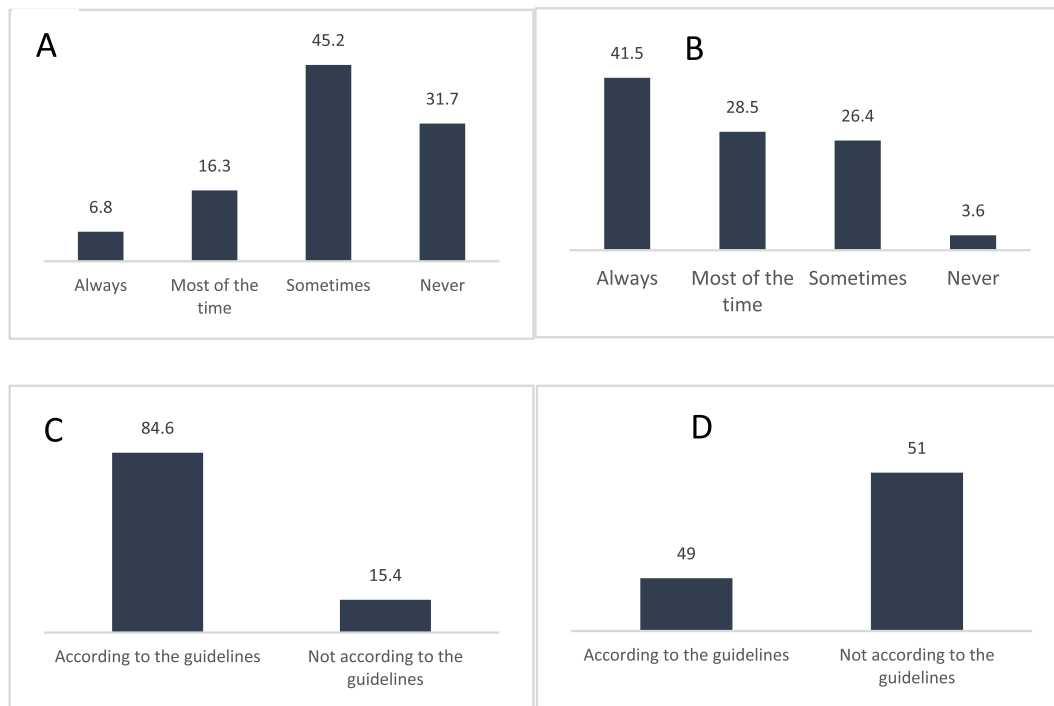 A
45.2
31.7
16.3
6.8
Always
Most of the
time
Sometimes
Never
B
41.5
28.5
26.4
3.6
Always
Most of the
time
Sometimes
Never
C
84.6
15.4
According to the guidelines
Not according to the
guidelines
D
51
49
According to the guidelines
Not according to the
guidelines